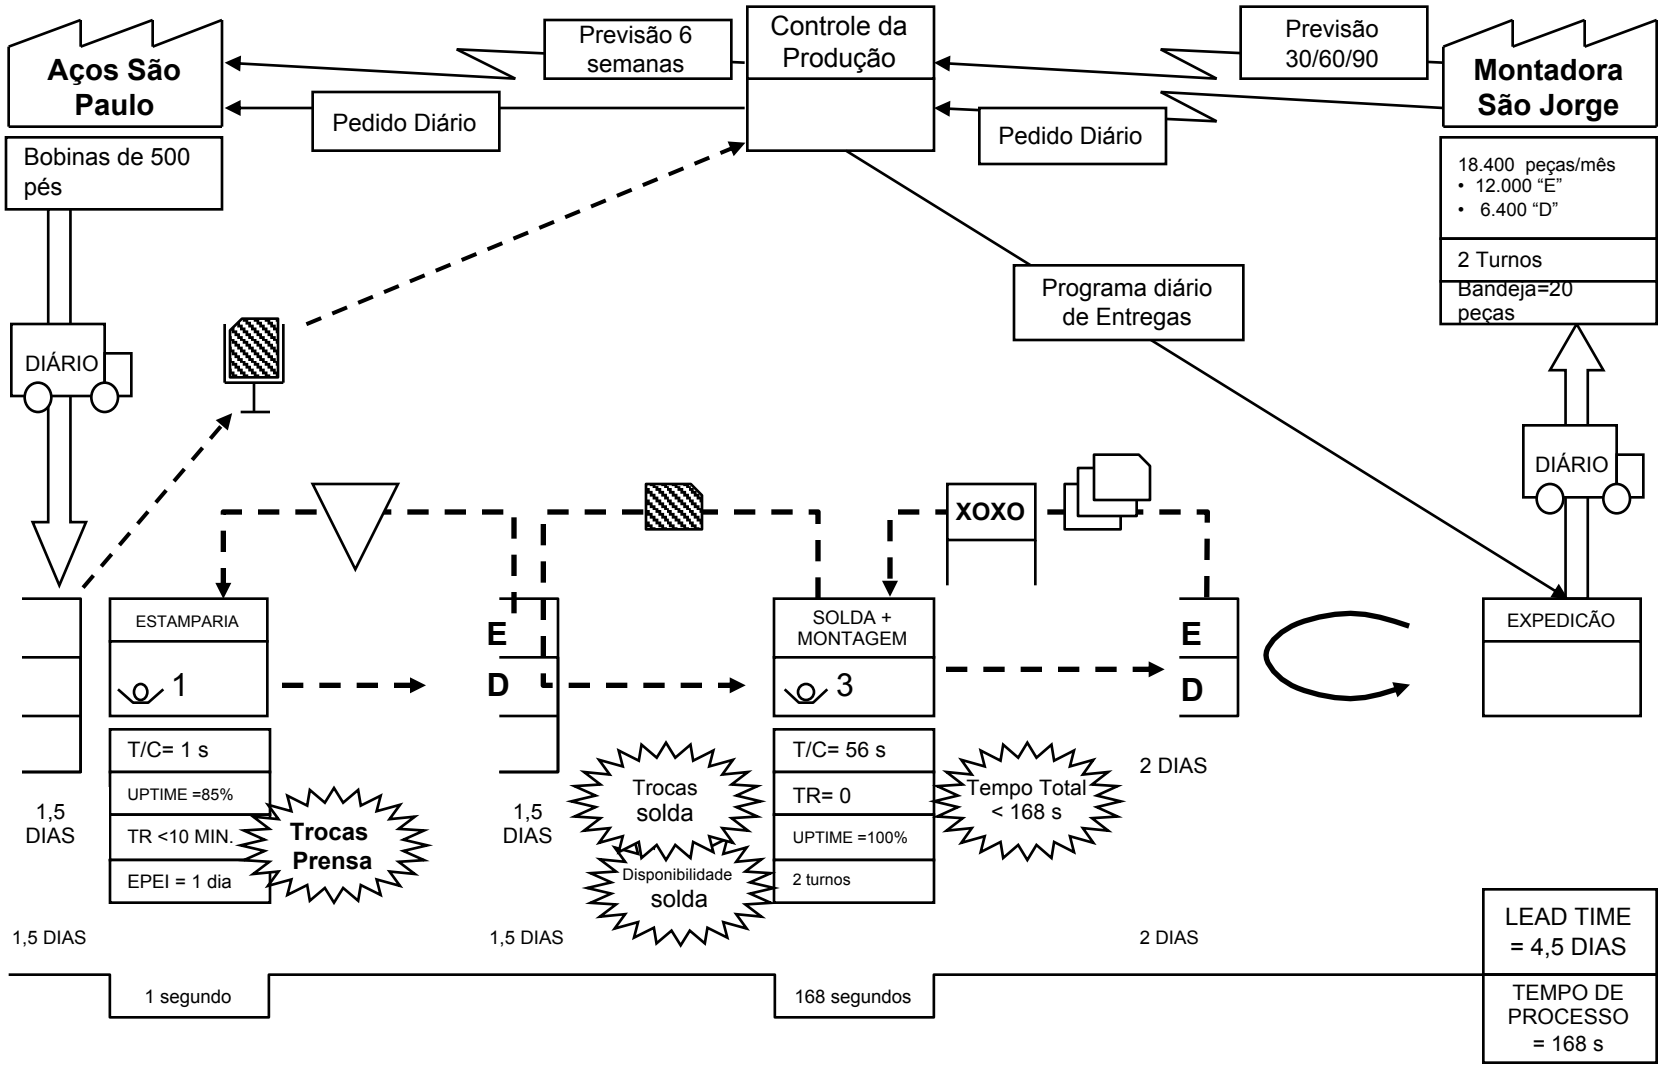 Aços São
Paulo
Previsão 6
semanas
Controle da
Produção
Previsão
30/60/90
Montadora
São Jorge
Pedido Diário
Pedido Diário
Bobinas de 500
pés
18.400 peças/mês
• 12.000 “E”
• 6.400 “D”
2 Turnos
Bandeja=20
peças
Programa diário
de Entregas
DIÁRIO
DIÁRIO
XOXO
ESTAMPARIA
1
E
D
SOLDA +
MONTAGEM
3
E
D
EXPEDICÃO
T/C= 1 s
UPTIME =85%
TR <10 MIN.
EPEI = 1 dia
Trocas
Prensa
1,5
DIAS
1,5
DIAS
Trocas
solda
Disponibilidade
solda
T/C= 56 s
TR= 0
UPTIME =100%
2 turnos
Tempo Total
< 168 s
2 DIAS
1,5 DIAS
1,5 DIAS
2 DIAS
1 segundo
168 segundos
LEAD TIME
= 4,5 DIAS
TEMPO DE
PROCESSO
= 168 s